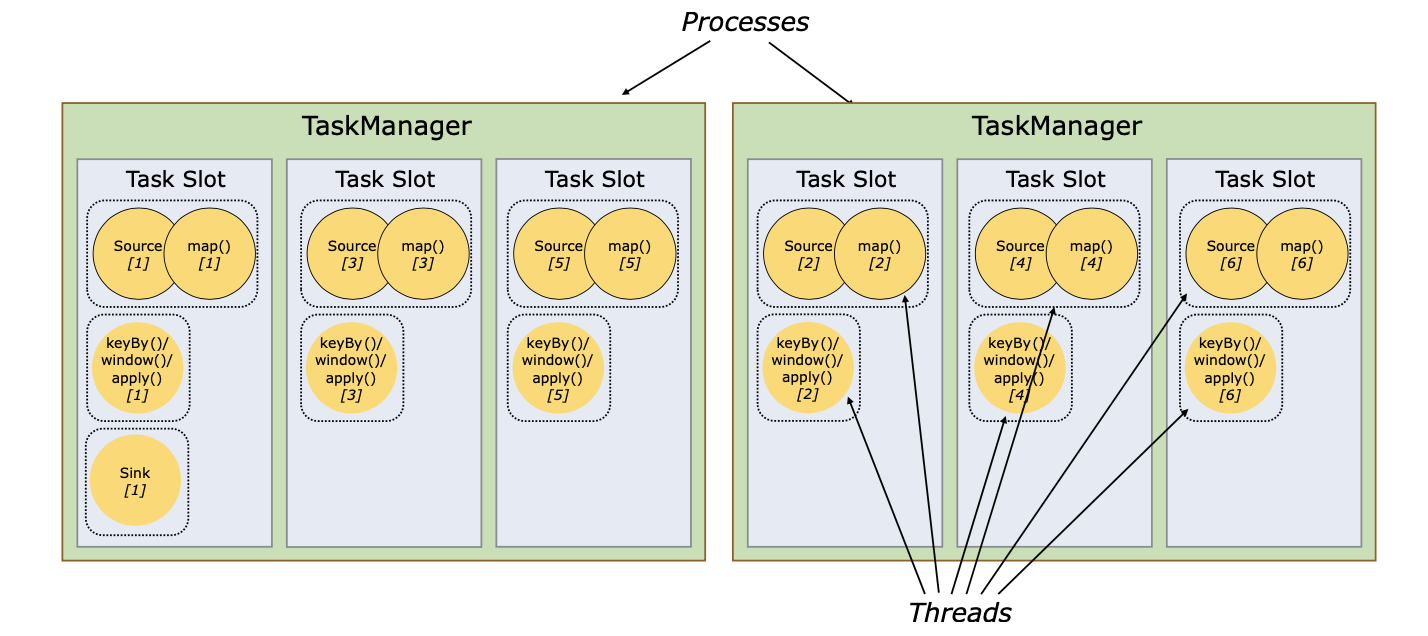 Processes
TaskManager
Task Slot
Source
[1]
map()
[1]
keyBy()/
window()/
apply()
[1]
Sink
[1]
Task Slot
Source
[3]
map()
[3]
keyBy()/
window()/
apply()
[3]
Task Slot
Source
[5]
map()
[5]
keyBy()/
window()/
apply()
[5]
TaskManager
Task Slot
Source
[2]
map()
[2]
keyBy()/
window()/
apply()
[2]
Task Slot
Source
[4]
map()
[4]
keyBy()/
window()/
apply()
[4]
Task Slot
Source
[6]
map()
[6]
keyBy()/
window()/
apply()
[6]
Threads